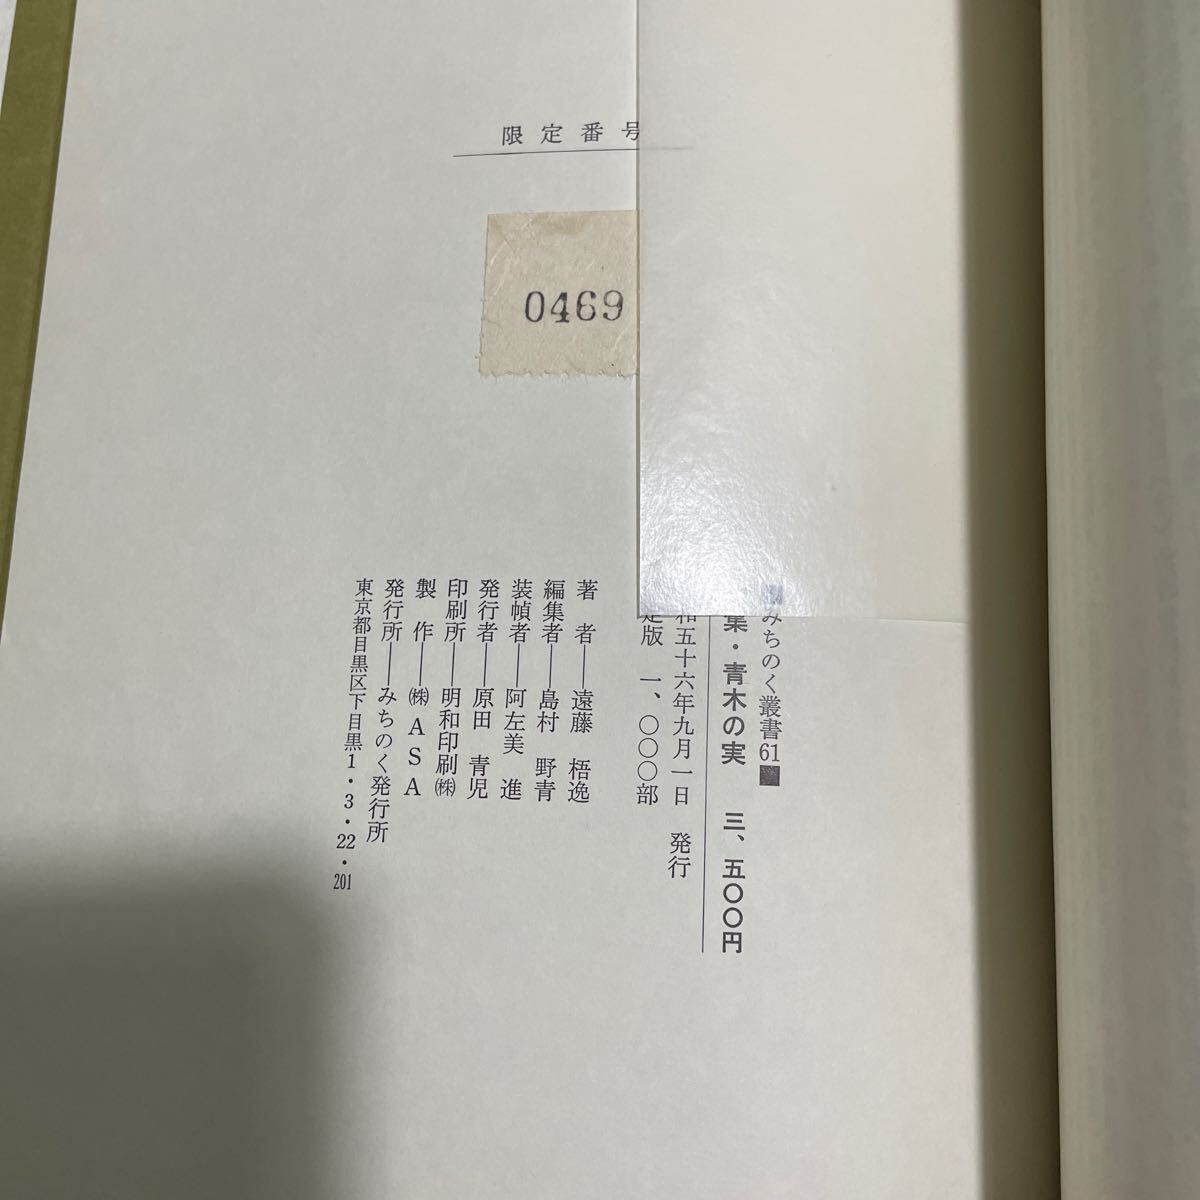 限定番号
0469
みちのく叢書61
集・青木の実　三、五〇〇円
和五十六年九月一日　発行
定版　一、〇〇〇部
著　者――遠藤　梧逸
編集者――島村　野青
装幀者――阿左美　進
発行者――原田　青児
印刷所――明和印刷㈱
製　作――㈱ＡＳＡ
発行所――みちのく発行所
東京都目黒区下目黒1・3・22・201